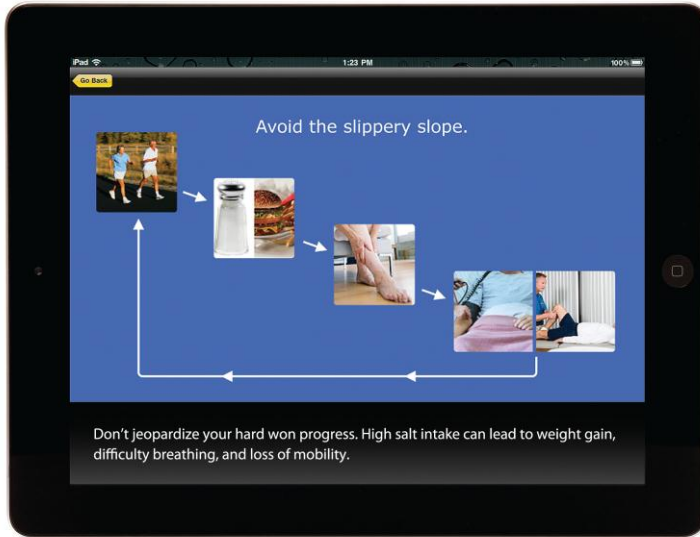 iPad
1:23 PM
100%
Go Back
Avoid the slippery slope.
Don't jeopardize your hard won progress. High salt intake can lead to weight gain,
difficulty breathing, and loss of mobility.